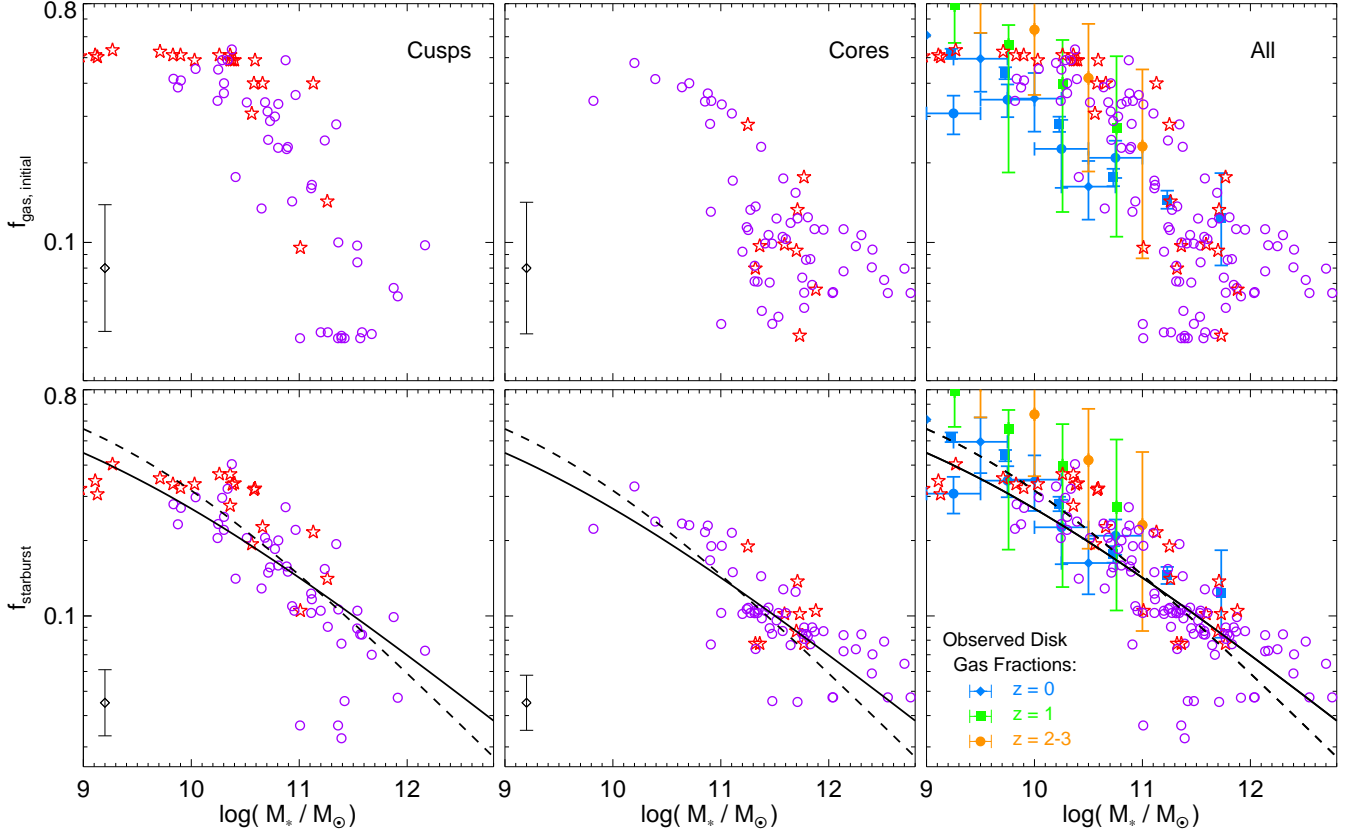 0.8
Cusps
Cores
All
f_gas, initial
0.1
0.8
f_starburst
0.1
Observed Disk
Gas Fractions:
z = 0
z = 1
z = 2-3
9 10 11 12
9 10 11 12
9 10 11 12
log( M_* / M_⊙)
log( M_* / M_⊙)
log( M_* / M_⊙)